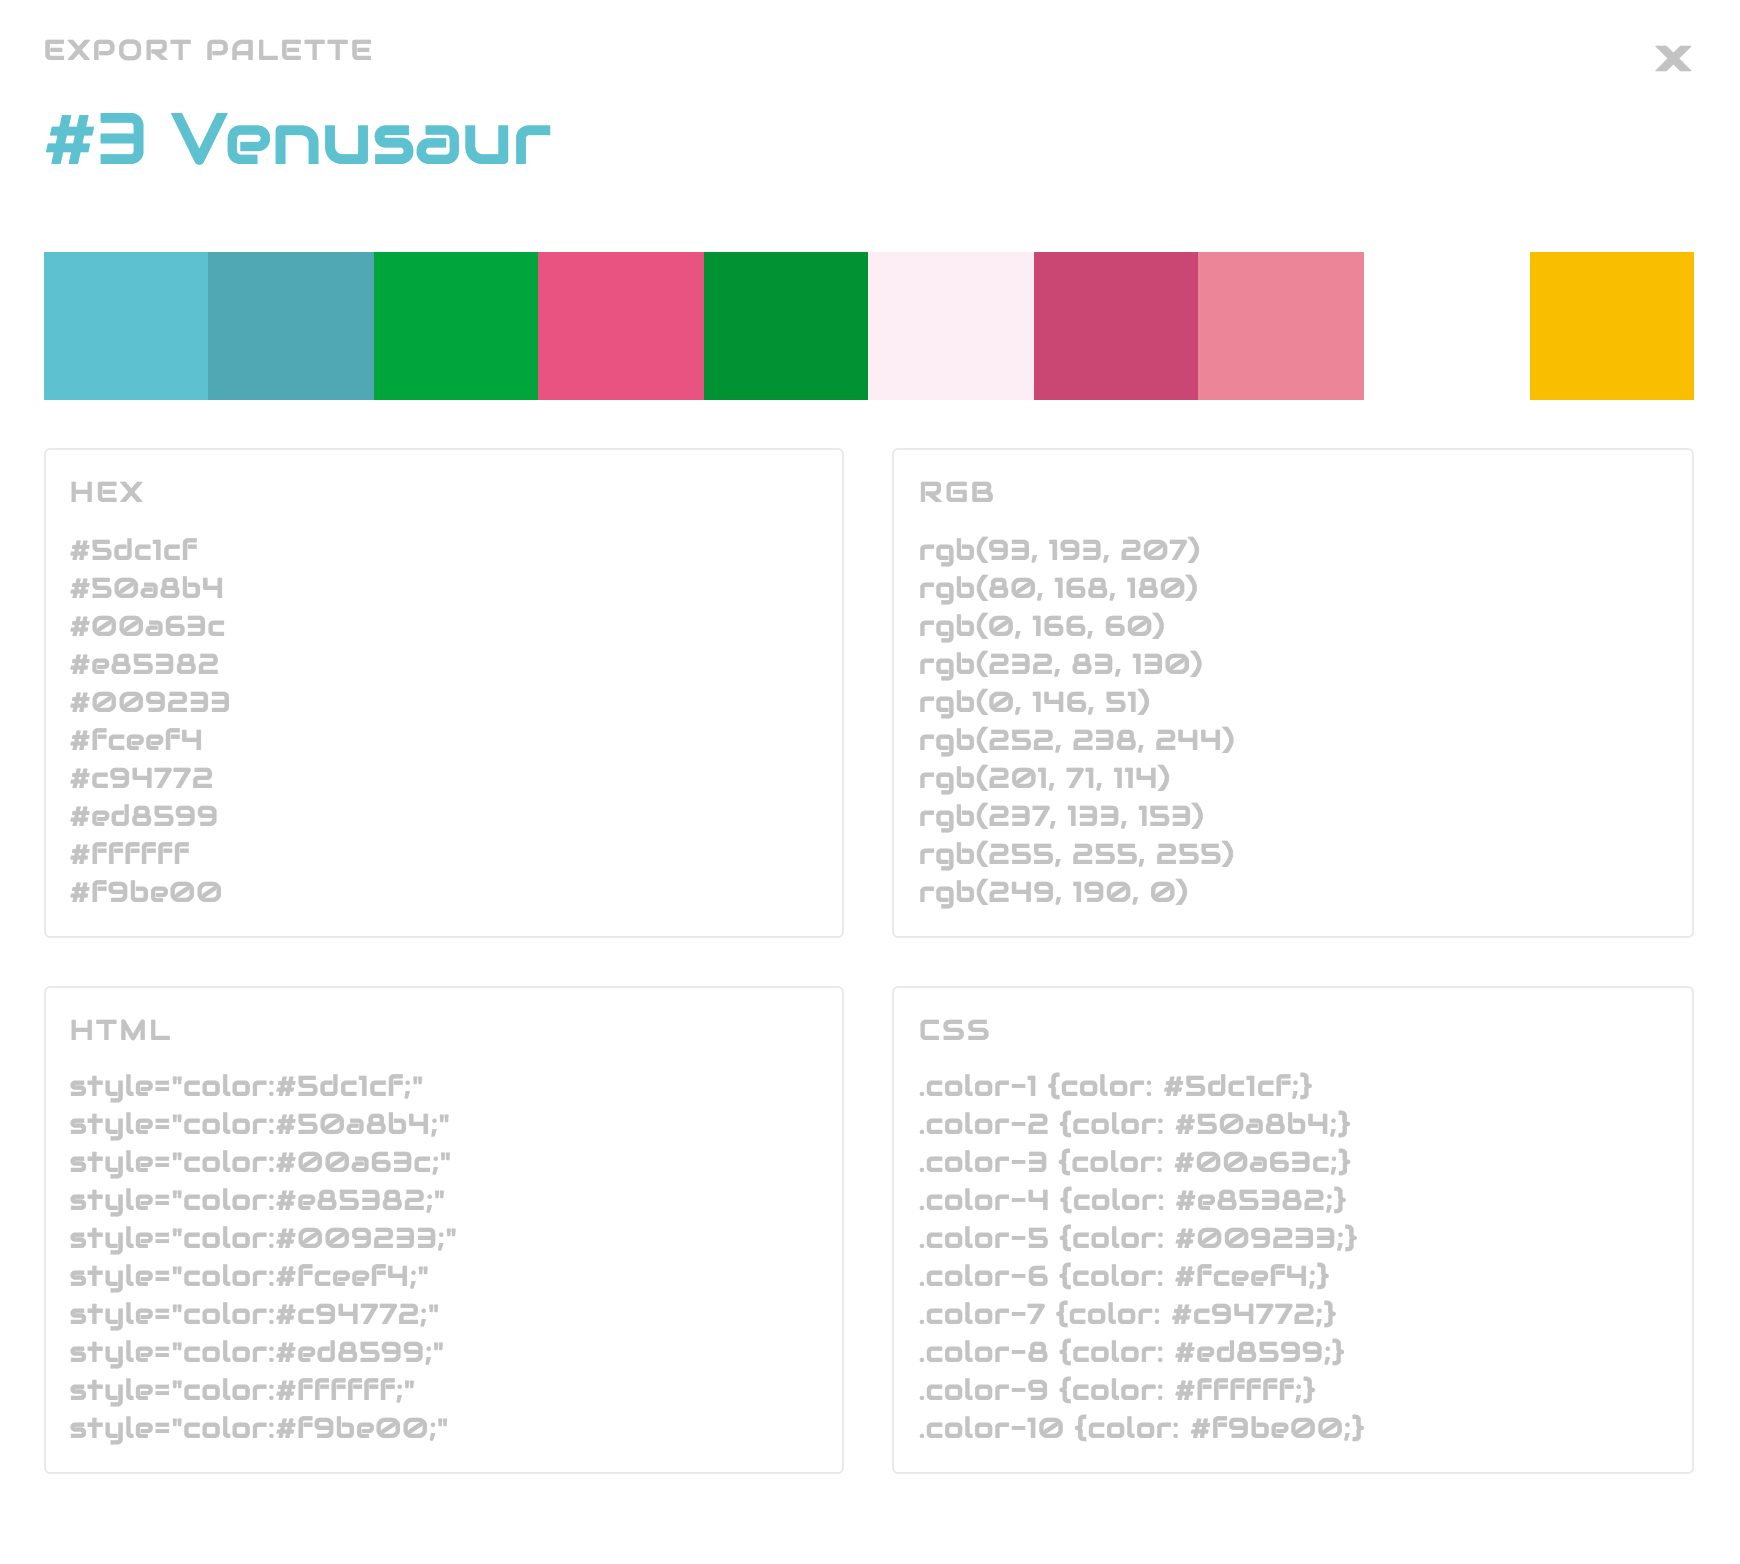 EXPORT PALETTE
X
#3 Venusaur
HEX
#5dc1cf
#50a8b4
#00a63c
#e85382
#009233
#fceef4
#c94772
#ed8599
#ffffff
#f9be00
RGB
rgb(93, 193, 207)
rgb(80, 168, 180)
rgb(0, 166, 60)
rgb(232, 83, 130)
rgb(0, 146, 51)
rgb(252, 238, 244)
rgb(201, 71, 114)
rgb(237, 133, 153)
rgb(255, 255, 255)
rgb(249, 190, 0)
HTML
style="color:#5dc1cf;"
style="color:#50a8b4;"
style="color:#00a63c;"
style="color:#e85382;"
style="color:#009233;"
style="color:#fceef4;"
style="color:#c94772;"
style="color:#ed8599;"
style="color:#ffffff;"
style="color:#f9be00;"
CSS
.color-1 {color: #5dc1cf;}
.color-2 {color: #50a8b4;}
.color-3 {color: #00a63c;}
.color-4 {color: #e85382;}
.color-5 {color: #009233;}
.color-6 {color: #fceef4;}
.color-7 {color: #c94772;}
.color-8 {color: #ed8599;}
.color-9 {color: #ffffff;}
.color-10 {color: #f9be00;}